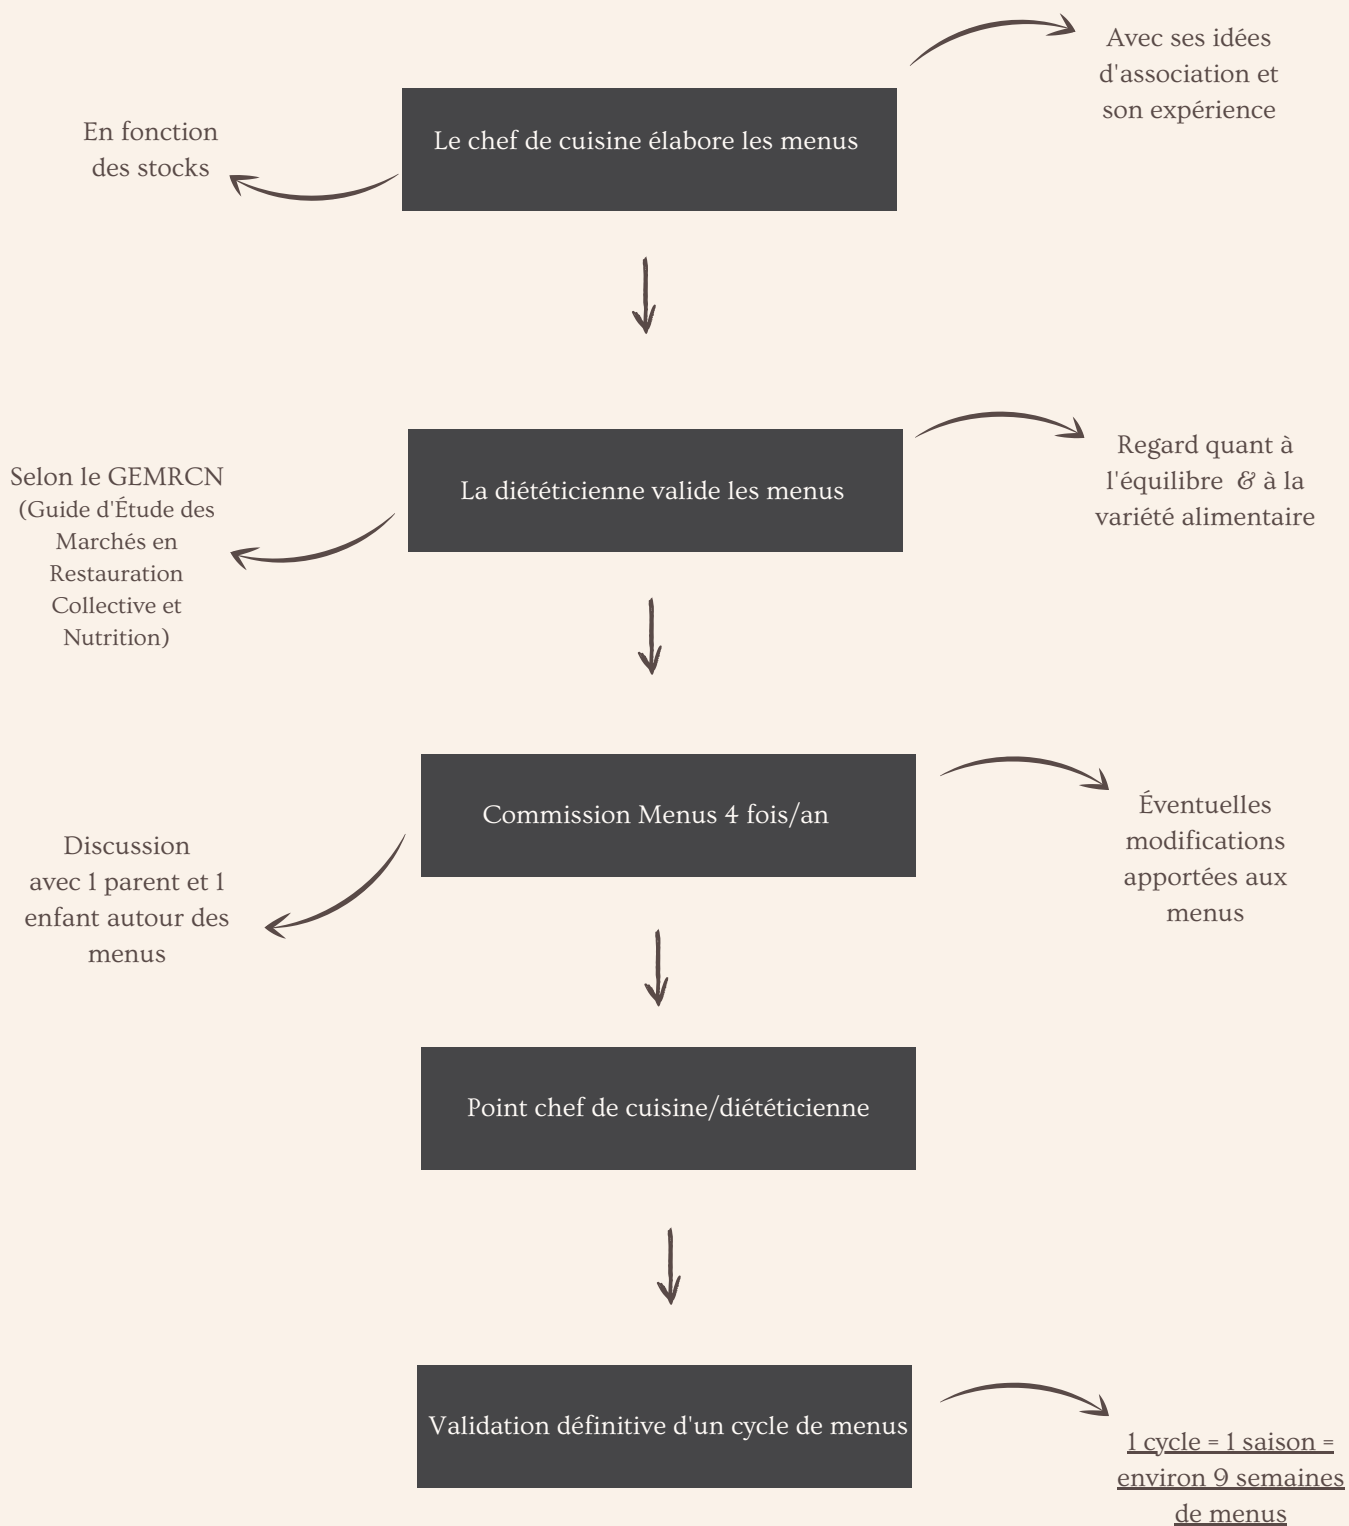 Avec ses idées
d'association et
son expérience
En fonction
des stocks
Le chef de cuisine élabore les menus
Selon le GEMRCN
(Guide d'Étude des
Marchés en
Restauration
Collective et
Nutrition)
La diététicienne valide les menus
Regard quant à
l'équilibre & à la
variété alimentaire
Discussion
avec 1 parent et 1
enfant autour des
menus
Commission Menus 4 fois/an
Éventuelles
modifications
apportées aux
menus
Point chef de cuisine/diététicienne
Validation définitive d'un cycle de menus
1 cycle = 1 saison =
environ 9 semaines
de menus